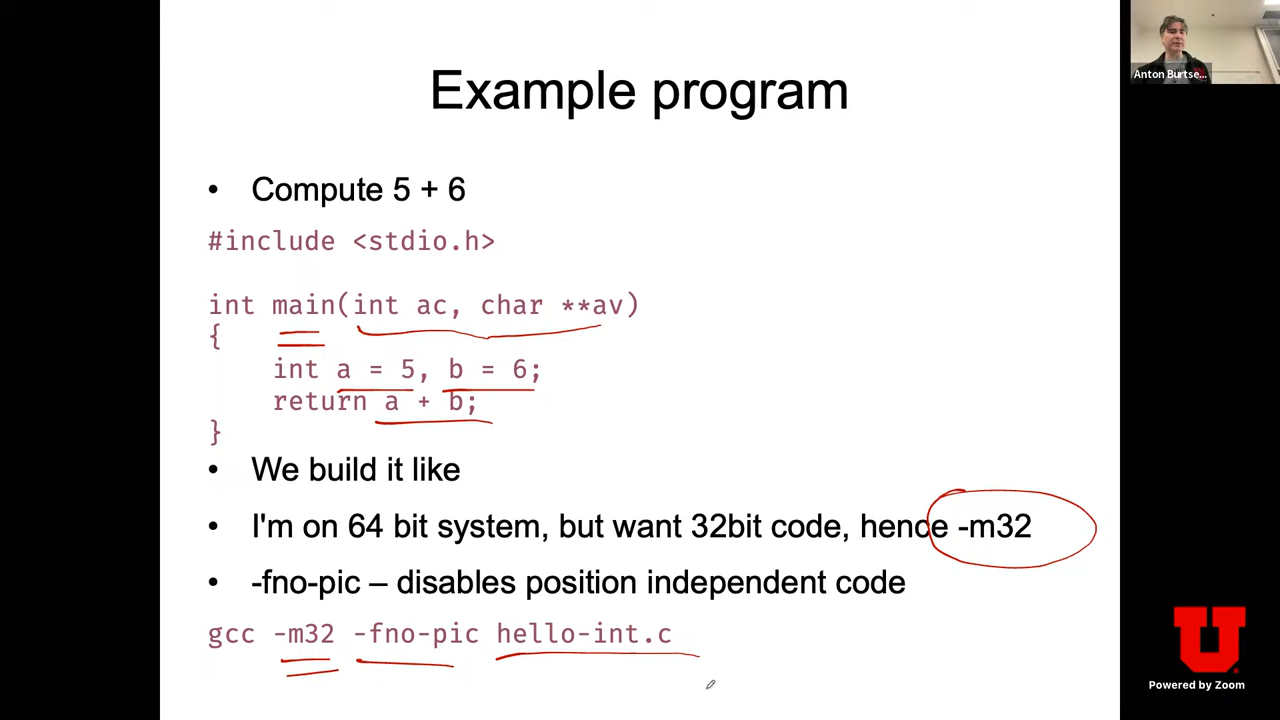 Example program
• Compute 5 + 6
#include <stdio.h>
int main(int ac, char **av)
{
int a = 5, b = 6;
return a + b;
}
• We build it like
• I'm on 64 bit system, but want 32bit code, hence -m32
• -fno-pic – disables position independent code
gcc -m32 -fno-pic hello-int.c
Anton Burtse...
U
Powered by Zoom